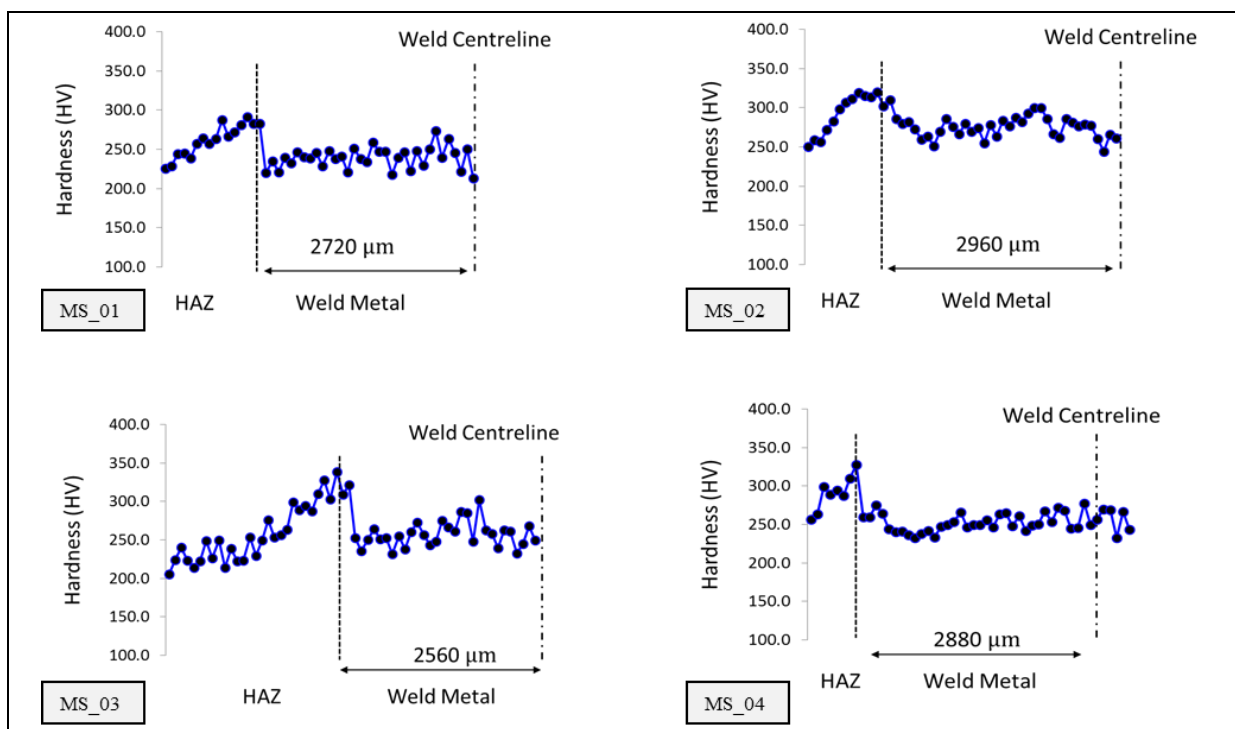 Weld Centreline
Hardness (HV)
400.0
350.0
300.0
250.0
200.0
150.0
100.0
2720 µm
HAZ
Weld Metal
MS_01
Weld Centreline
Hardness (HV)
400.0
350.0
300.0
250.0
200.0
150.0
100.0
2960 µm
HAZ
Weld Metal
MS_02
Weld Centreline
Hardness (HV)
400.0
350.0
300.0
250.0
200.0
150.0
100.0
2560 µm
HAZ
Weld Metal
MS_03
Weld Centreline
Hardness (HV)
400.0
350.0
300.0
250.0
200.0
150.0
100.0
2880 µm
HAZ
Weld Metal
MS_04